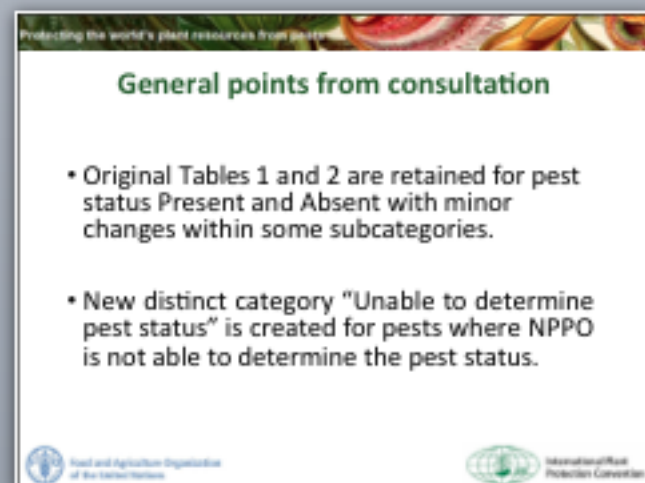 Protecting the world's plant resources from pests
General points from consultation
• Original Tables 1 and 2 are retained for pest
status Present and Absent with minor
changes within some subcategories.
• New distinct category "Unable to determine
pest status" is created for pests where NPPO
is not able to determine the pest status.
Food and Agriculture Organization
of the United Nations
International Plant
Protection Convention